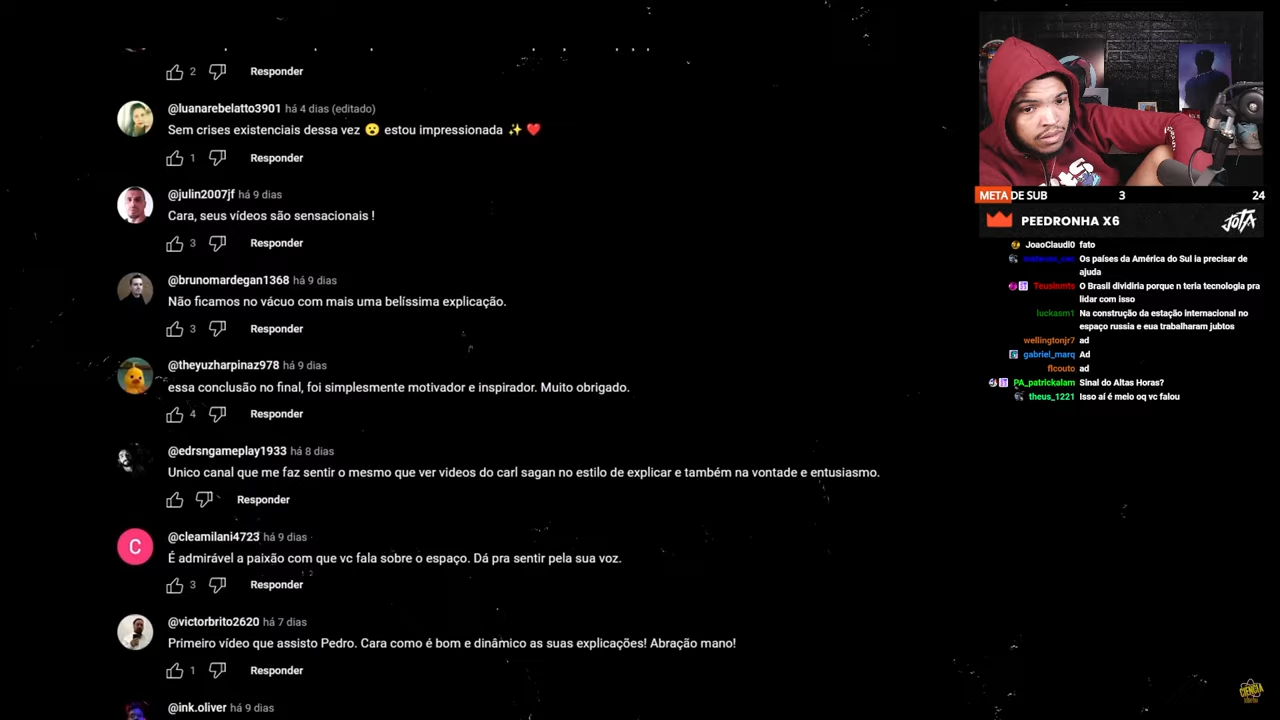 2 Responder
@luanarebelatto3901 há 4 dias (editado)
Sem crises existenciais dessa vez 😮 estou impressionada ✨ ❤️
1 Responder
@julin2007jf há 9 dias
Cara, seus vídeos são sensacionais !
3 Responder
@brunomardegan1368 há 9 dias
Não ficamos no vácuo com mais uma belíssima explicação.
3 Responder
@theyuzharpinaz978 há 9 dias
essa conclusão no final, foi simplesmente motivador e inspirador. Muito obrigado.
4 Responder
@edrsngameplay1933 há 8 dias
Unico canal que me faz sentir o mesmo que ver videos do carl sagan no estilo de explicar e também na vontade e entusiasmo.
Responder
C
@cleamilani4723 há 9 dias
É admirável a paixão com que vc fala sobre o espaço. Dá pra sentir pela sua voz.
3 Responder
@victorbrito2620 há 7 dias
Primeiro vídeo que assisto Pedro. Cara como é bom e dinâmico as suas explicações! Abração mano!
1 Responder
@ink.oliver há 9 dias
META DE SUB 3 24
PEEDRONHA X6 JOTA
JoaoClaudi0 fato
Os países da América do Sul ia precisar de
ajuda
Teusinmts O Brasil dividiria porque n teria tecnologia pra
lidar com isso
luckasm1 Na construção da estação internacional no
espaço russia e eua trabalharam jubtos
wellingtonjr7 ad
gabriel_marq Ad
flcouto ad
PA_patrickalam Sinal do Altas Horas?
theus_1221 Isso aí é meio oq vc falou
CIENCIA